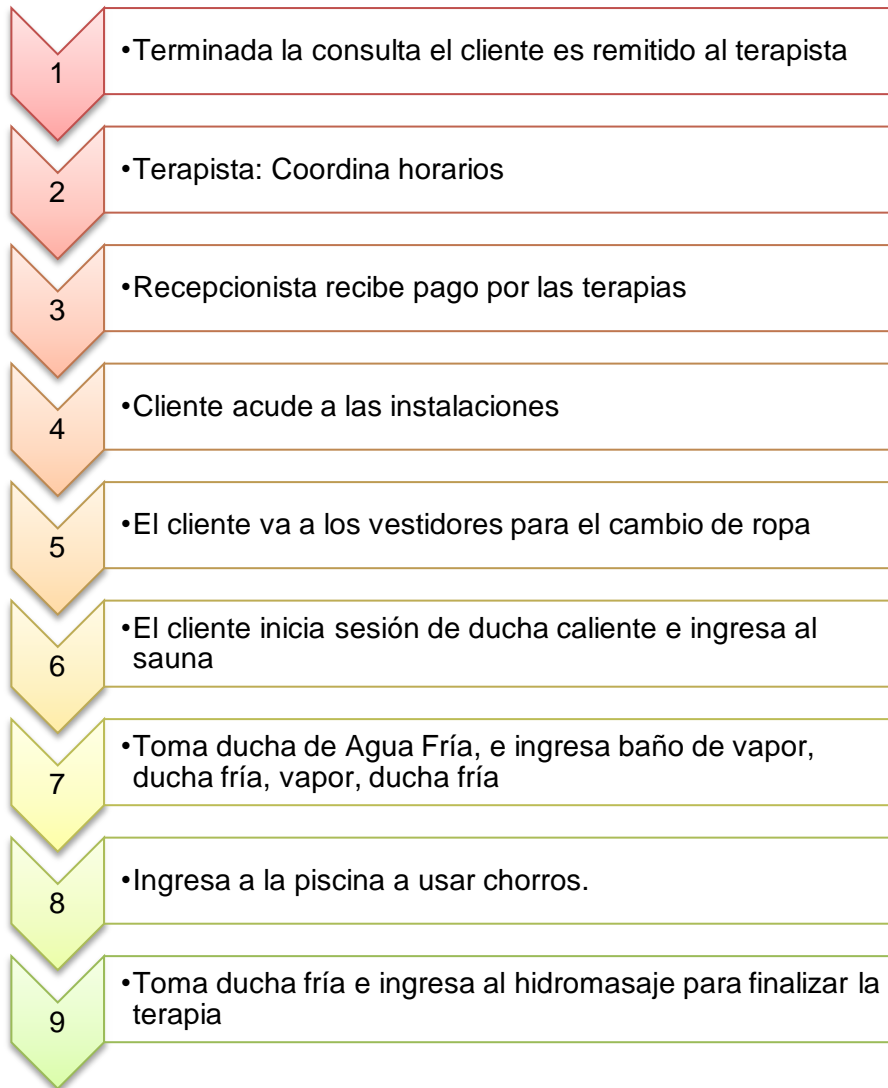 1
•Terminada la consulta el cliente es remitido al terapista
2
•Terapista: Coordina horarios
3
•Recepcionista recibe pago por las terapias
4
•Cliente acude a las instalaciones
5
•El cliente va a los vestidores para el cambio de ropa
6
•El cliente inicia sesión de ducha caliente e ingresa al
sauna
7
•Toma ducha de Agua Fría, e ingresa baño de vapor,
ducha fría, vapor, ducha fría
8
•Ingresa a la piscina a usar chorros.
9
•Toma ducha fría e ingresa al hidromasaje para finalizar la
terapia